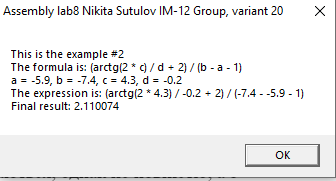 Assembly lab8 Nikita Sutulov IM-12 Group, variant 20
This is the example #2
The formula is: (arctg(2 * c) / d + 2) / (b - a - 1)
a = -5.9, b = -7.4, c = 4.3, d = -0.2
The expression is: (arctg(2 * 4.3) / -0.2 + 2) / (-7.4 - -5.9 - 1)
Final result: 2.110074
OK